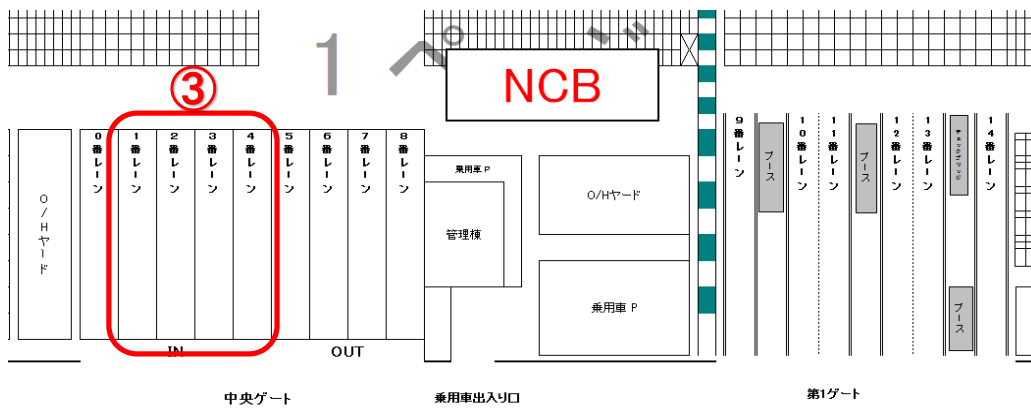 1
ペ
NCB
③
0番レーン
1番レーン
2番レーン
3番レーン
4番レーン
5番レーン
6番レーン
7番レーン
8番レーン
9番レーン
ブース
10番レーン
11番レーン
ブース
12番レーン
13番レーン
14番レーン
O/Hヤード
乗用車 P
管理棟
O/Hヤード
乗用車 P
ブース
IN
OUT
中央ゲート
乗用車出入り口
第1ゲート